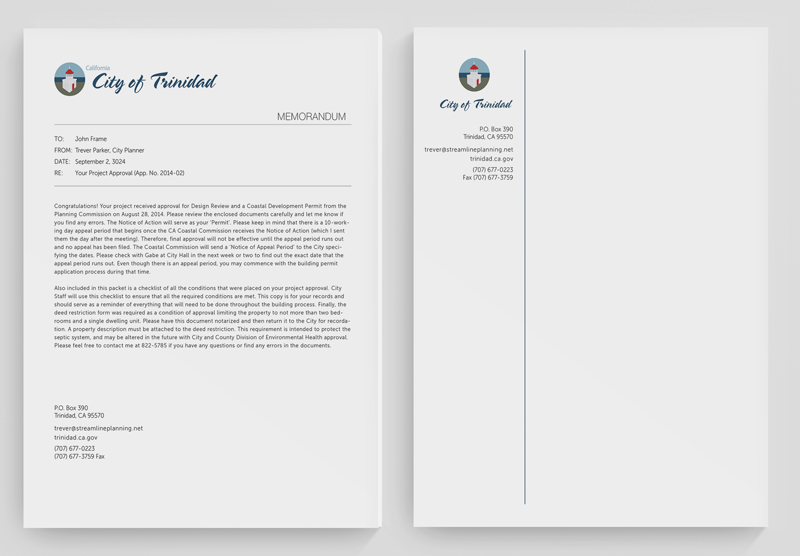 California
City of Trinidad
MEMORANDUM
TO: John Frame
FROM: Trever Parker, City Planner
DATE: September 2, 3024
RE: Your Project Approval (App. No. 2014-02)
Congratulations! Your project received approval for Design Review and a Coastal Development Permit from the
Planning Commission on August 28, 2014. Please review the enclosed documents carefully and let me know if
you find any errors. The Notice of Action will serve as your 'Permit'. Please keep in mind that there is a 10-work-
ing day appeal period that begins once the CA Coastal Commission receives the Notice of Action (which I sent
them the day after the meeting). Therefore, final approval will not be effective until the appeal period runs out
and no appeal has been filed. The Coastal Commission will send a 'Notice of Appeal Period' to the City speci-
fying the dates. Please check with Gabe at City Hall in the next week or two to find out the exact date that the
appeal period runs out. Even though there is an appeal period, you may commence with the building permit
application process during that time.
Also included in this packet is a checklist of all the conditions that were placed on your project approval. City
Staff will use this checklist to ensure that all the required conditions are met. This copy is for your records and
should serve as a reminder of everything that will need to be done throughout the building process. Finally, the
deed restriction form was required as a condition of approval limiting the property to not more than two bed-
rooms and a single dwelling unit. Please have this document notarized and then return it to the City for recorda-
tion. A property description must be attached to the deed restriction. This requirement is intended to protect the
septic system, and may be altered in the future with City and County Division of Environmental Health approval.
Please feel free to contact me at 822-5785 if you have any questions or find any errors in the documents.
P.O. Box 390
Trinidad, CA 95570
trever@streamlineplanning.net
trinidad.ca.gov
(707) 677-0223
(707) 677-3759 Fax
City of Trinidad
P.O. Box 390
Trinidad, CA 95570
trever@streamlineplanning.net
trinidad.ca.gov
(707) 677-0223
Fax (707) 677-3759